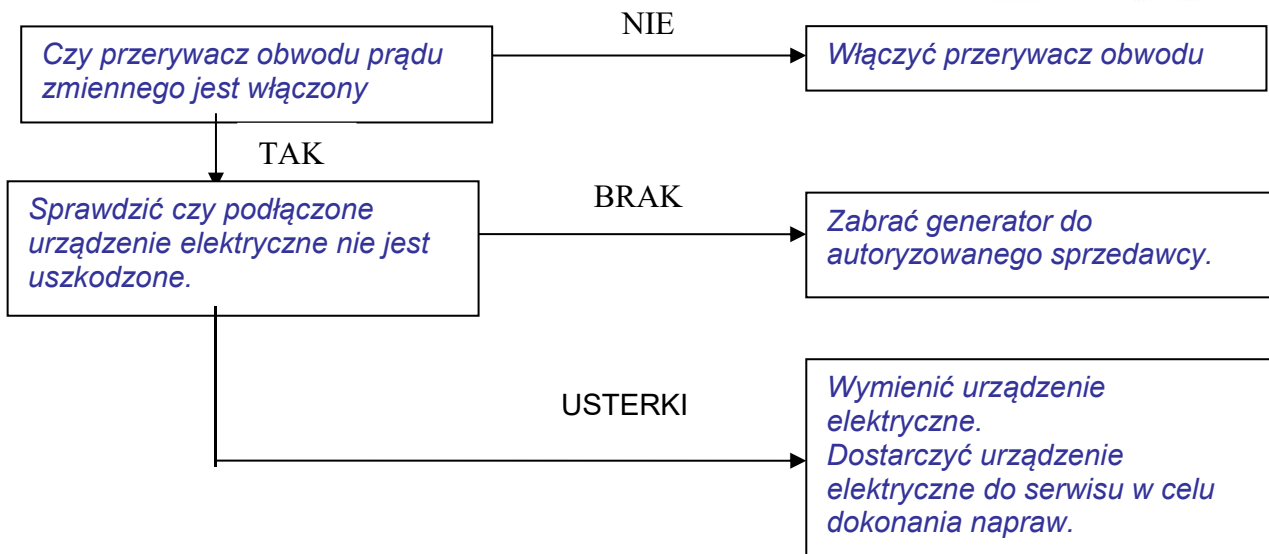 NIE
Czy przerywacz obwodu prądu
zmiennego jest włączony
Włączyć przerywacz obwodu
TAK
BRAK
Sprawdzić czy podłączone
urządzenie elektryczne nie jest
uszkodzone.
Zabrać generator do
autoryzowanego sprzedawcy.
USTERKI
Wymienić urządzenie
elektryczne.
Dostarczyć urządzenie
elektryczne do serwisu w celu
dokonania napraw.